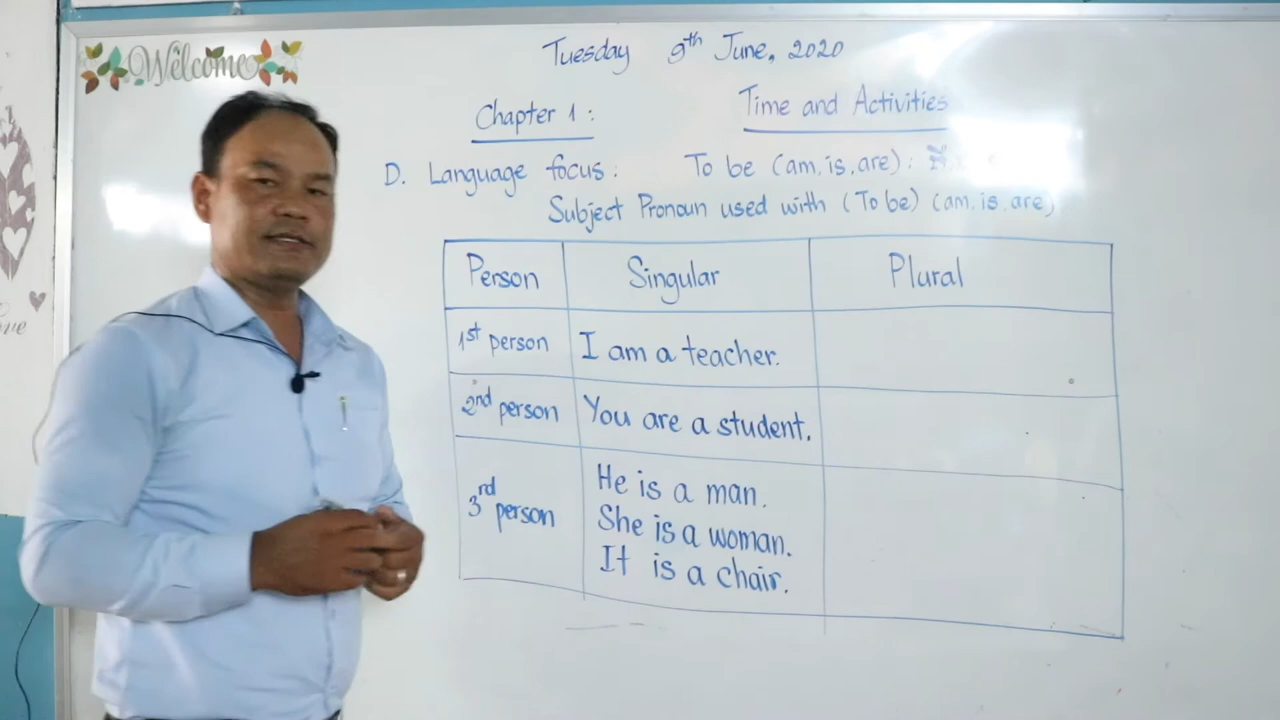 Welcome
Tuesday 9th June, 2020
Chapter 1 : Time and Activities
D. Language focus : To be (am, is, are) :
Subject Pronoun used with (To be) (am, is, are)
Person Singular Plural
1st person I am a teacher.
2nd person You are a student.
3rd person He is a man.
She is a woman.
It is a chair.